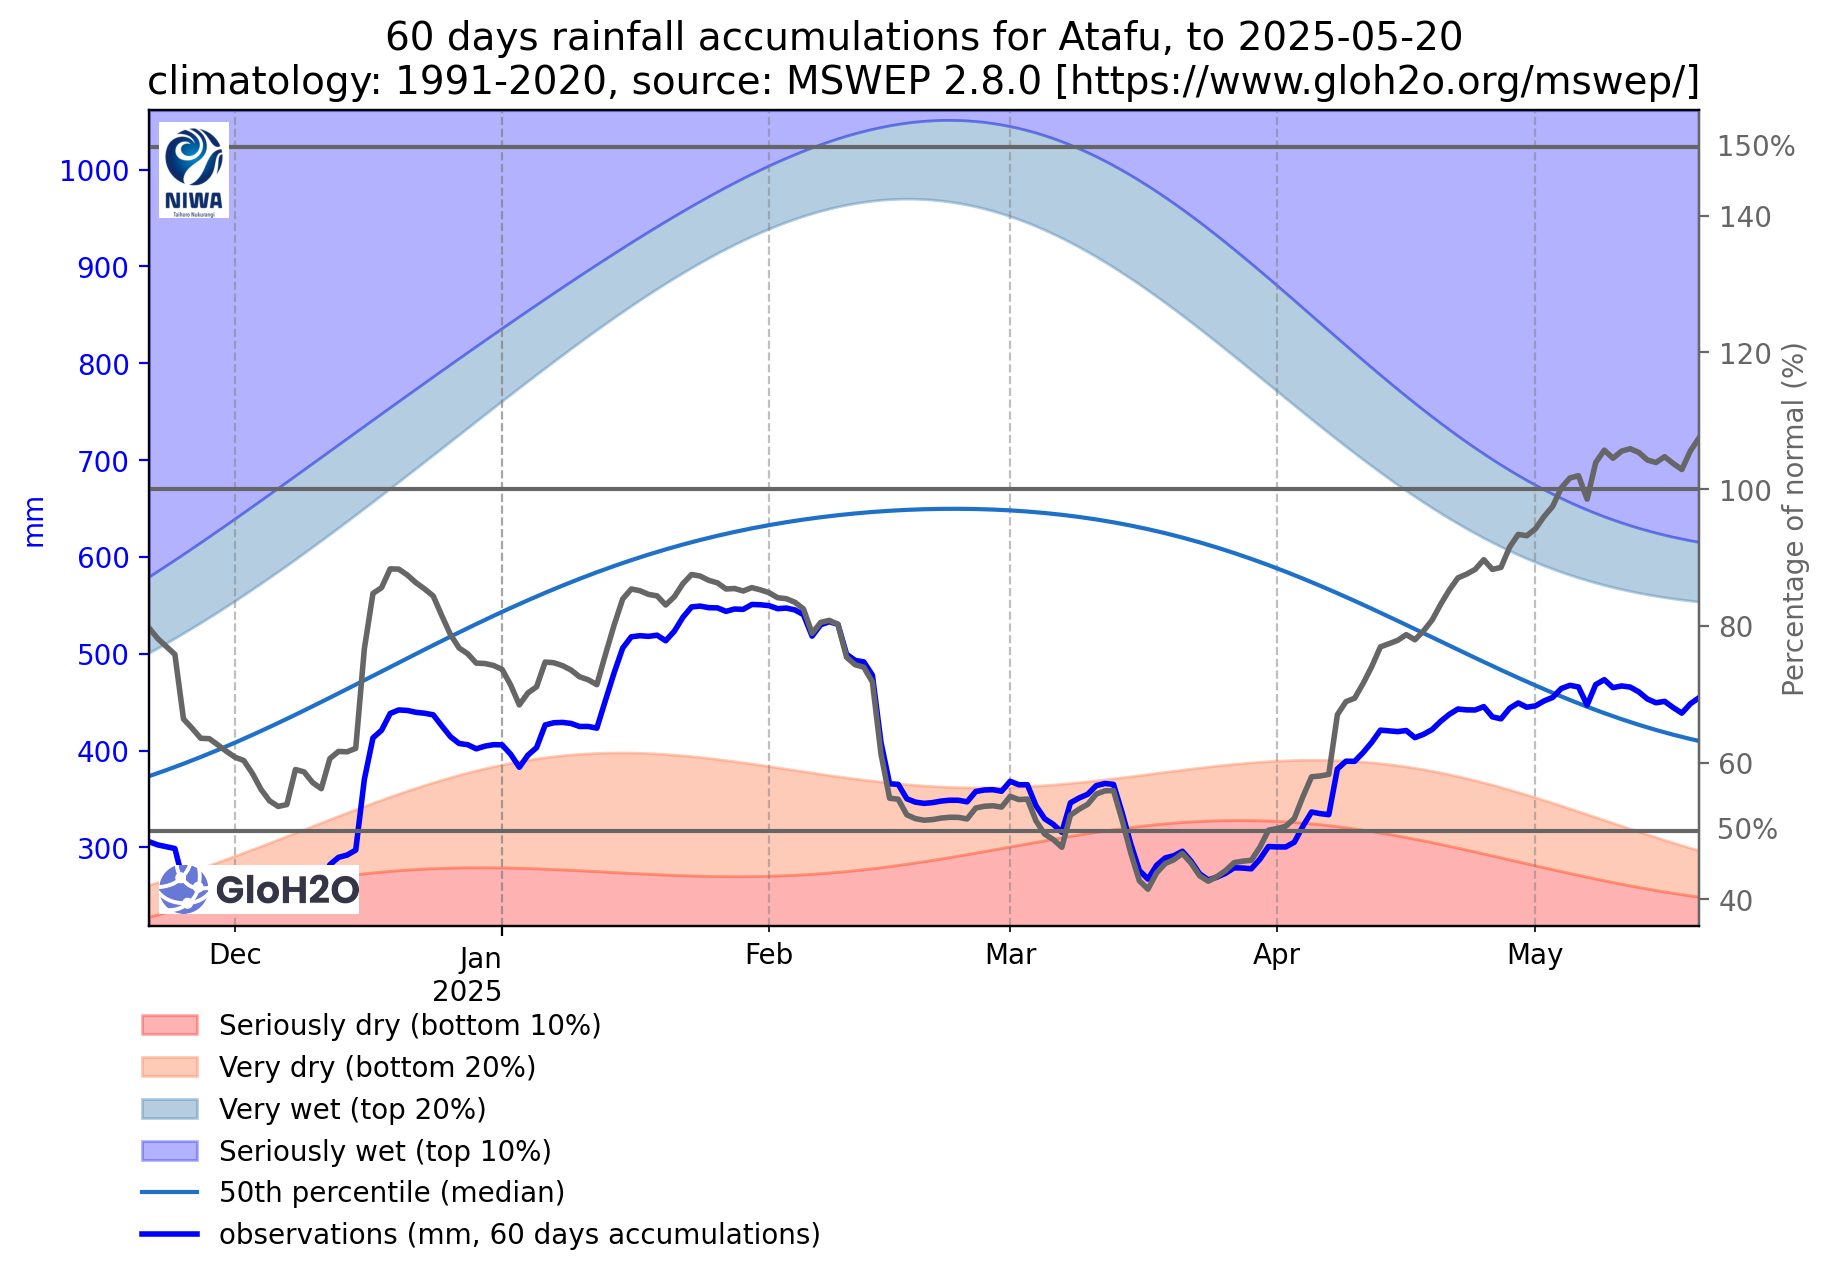 60 days rainfall accumulations for Atafu, to 2025-05-20
climatology: 1991-2020, source: MSWEP 2.8.0 [https://www.gloh2o.org/mswep/]
NIWA
Taihoro Nukurangi
1000
900
800
700
600
500
400
300
mm
150%
140
120
100
80
60
50%
40
Percentage of normal (%)
GloH2O
Dec
Jan
2025
Feb
Mar
Apr
May
Seriously dry (bottom 10%)
Very dry (bottom 20%)
Very wet (top 20%)
Seriously wet (top 10%)
50th percentile (median)
observations (mm, 60 days accumulations)